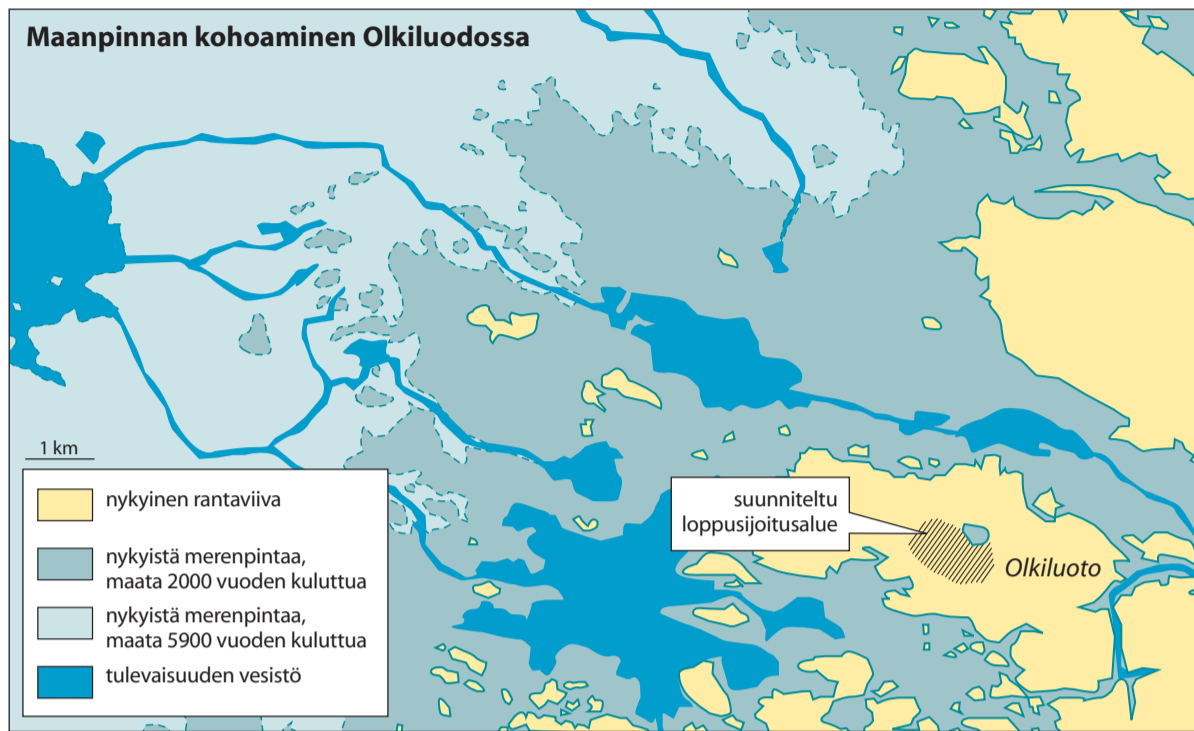 Maanpinnan kohoaminen Olkiluodossa
1 km
nykyinen rantaviiva
nykyistä merenpintaa,
maata 2000 vuoden kuluttua
nykyistä merenpintaa,
maata 5900 vuoden kuluttua
tulevaisuuden vesistö
suunniteltu
loppusijoitusalue
Olkiluoto